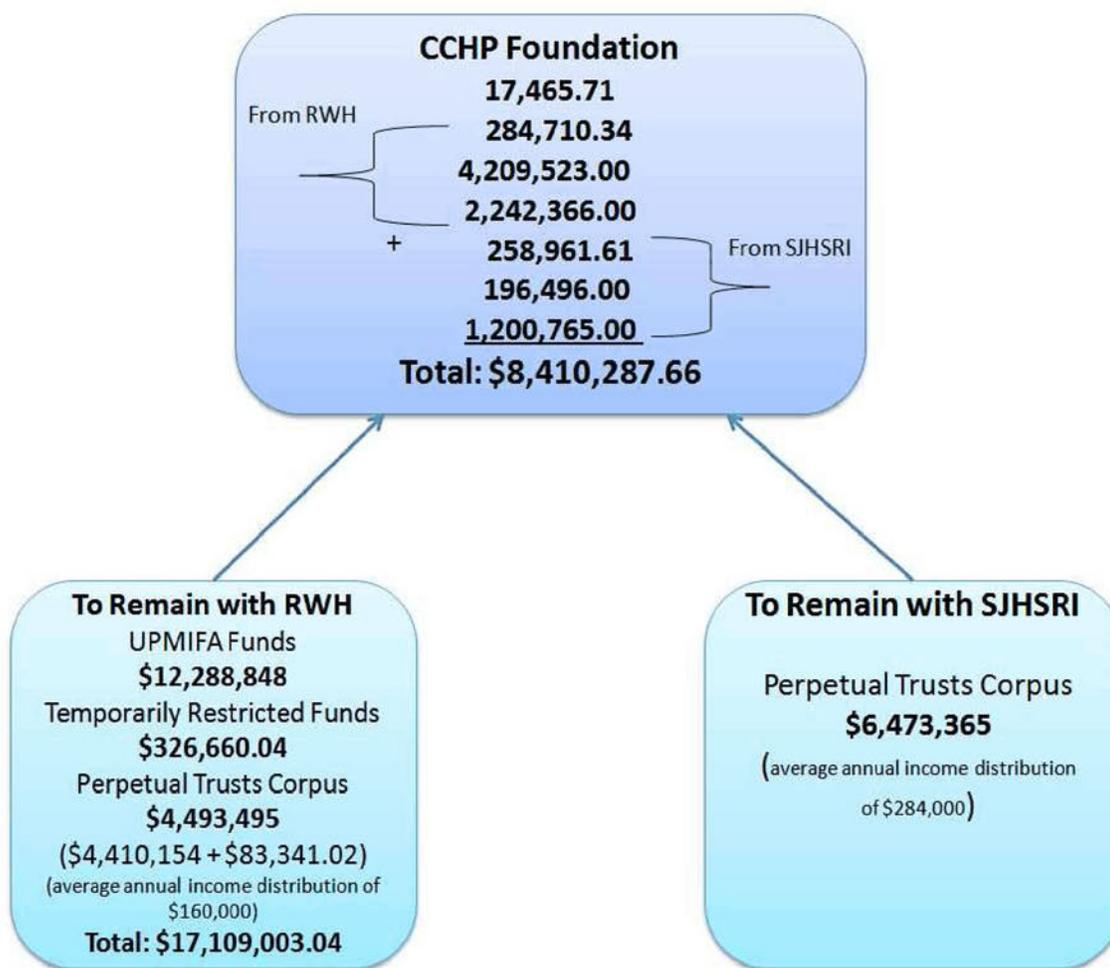 CCHP Foundation
17,465.71
From RWH
284,710.34
4,209,523.00
2,242,366.00
+
258,961.61
From SJHSRI
196,496.00
1,200,765.00
Total: $8,410,287.66
To Remain with RWH
UPMIFA Funds
$12,288,848
Temporarily Restricted Funds
$326,660.04
Perpetual Trusts Corpus
$4,493,495
($4,410,154 + $83,341.02)
(average annual income distribution of
$160,000)
Total: $17,109,003.04
To Remain with SJHSRI
Perpetual Trusts Corpus
$6,473,365
(average annual income distribution
of $284,000)